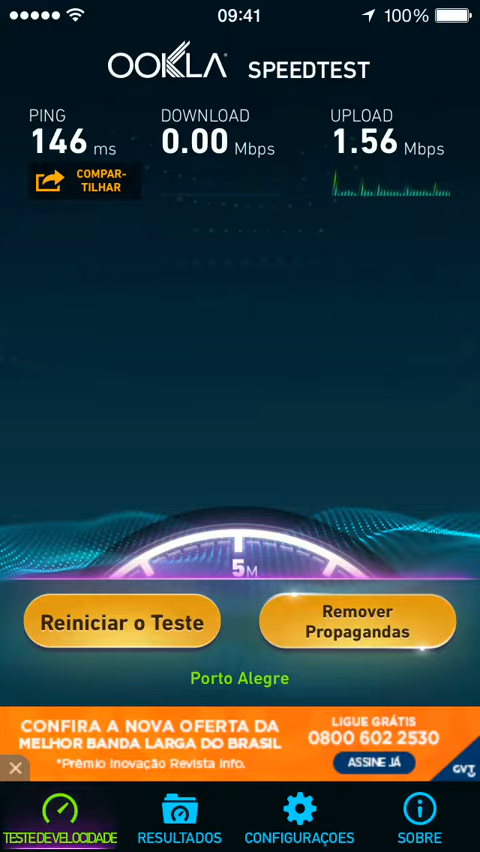 09:41
100%
OOKLA SPEEDTEST
PING
146 ms
DOWNLOAD
0.00 Mbps
UPLOAD
1.56 Mbps
COMPAR-
TILHAR
5M
Reiniciar o Teste
Remover
Propagandas
Porto Alegre
CONFIRA A NOVA OFERTA DA
MELHOR BANDA LARGA DO BRASIL
*Prêmio Inovação Revista Info.
LIGUE GRÁTIS
0800 602 2530
ASSINE JÁ
GVT
TESTE DE VELOCIDADE
RESULTADOS
CONFIGURAÇOES
SOBRE